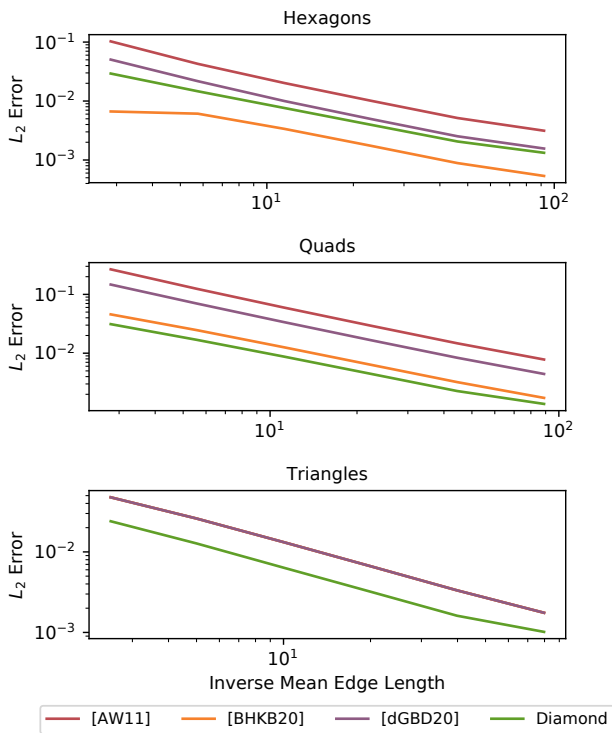 Hexagons
10⁻¹
10⁻²
10⁻³
L₂ Error
10¹
10²
Quads
10⁻¹
10⁻²
L₂ Error
10¹
10²
Triangles
10⁻²
10⁻³
L₂ Error
10¹
Inverse Mean Edge Length
[AW11] [BHKB20] [dGBD20] Diamond